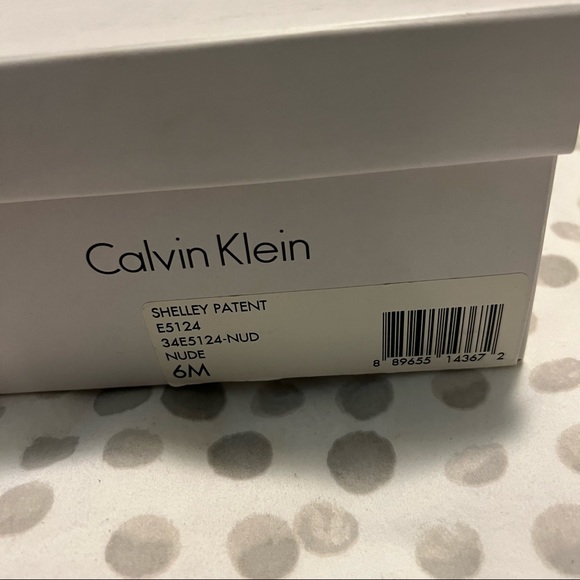 Calvin Klein
SHELLEY PATENT
E5124
34E5124-NUD
NUDE
6M
8 89655 14367 2